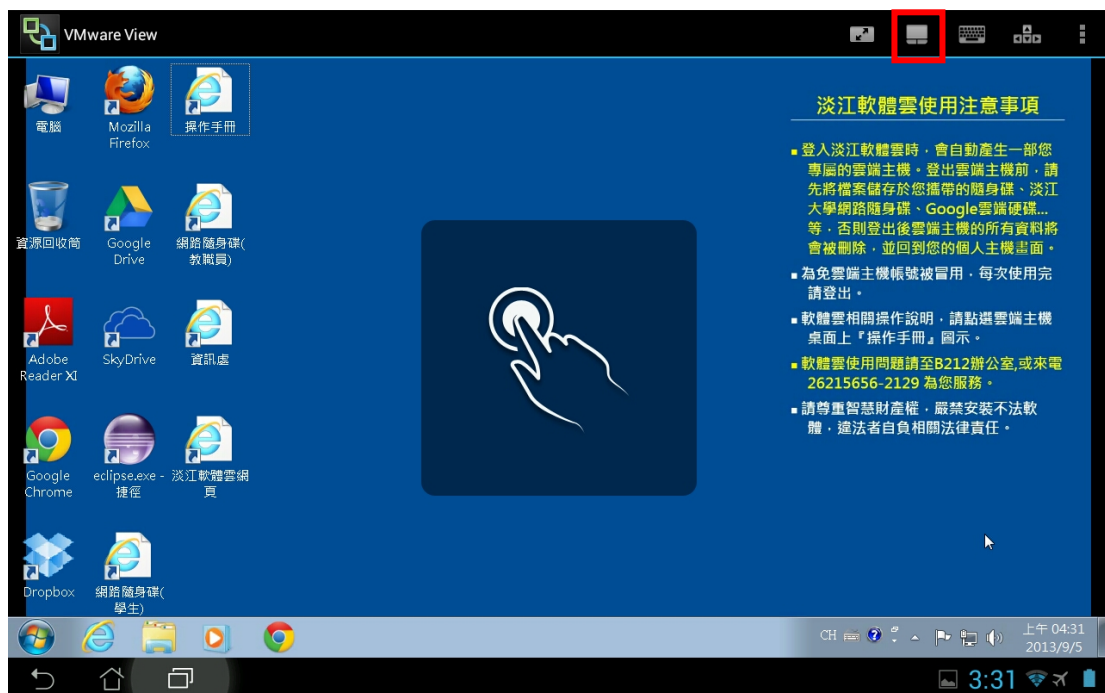 VMware View
電腦
Mozilla
Firefox
操作手冊
資源回收筒
Google
Drive
網路隨身碟(
教職員)
Adobe
Reader XI
SkyDrive
資訊處
Google
Chrome
eclipse.exe -
捷徑
淡江軟體雲網
頁
Dropbox
網路隨身碟(
學生)
淡江軟體雲使用注意事項
▪登入淡江軟體雲時，會自動產生一部您
專屬的雲端主機。登出雲端主機前，請
先將檔案儲存於您攜帶的隨身碟、淡江
大學網路隨身碟、Google雲端硬碟...
等，否則登出後雲端主機的所有資料將
會被刪除，並回到您的個人主機畫面。
▪為免雲端主機帳號被冒用，每次使用完
請登出。
▪軟體雲相關操作說明，請點選雲端主機
桌面上『操作手冊』圖示。
▪軟體雲使用問題請至B212辦公室,或來電
26215656-2129 為您服務。
▪請尊重智慧財產權，嚴禁安裝不法軟
體，違法者自負相關法律責任。
CH
上午 04:31
2013/9/5
3:31